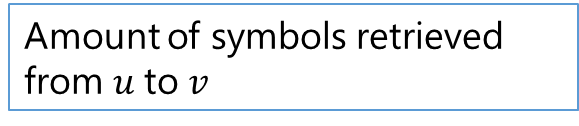 Amount of symbols retrieved
from 𝑢 to 𝑣